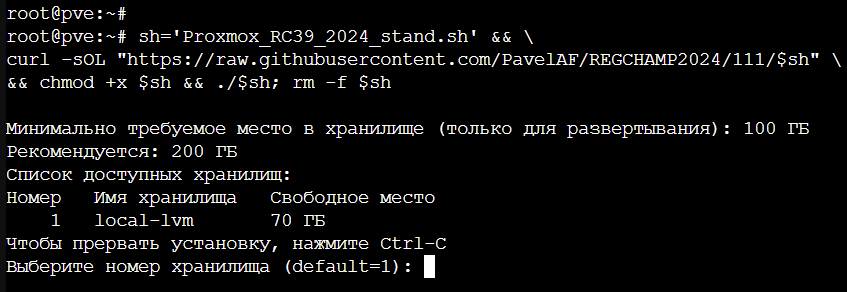 root@pve:~#
root@pve:~# sh='Proxmox_RC39_2024_stand.sh' && \
curl -sOL "https://raw.githubusercontent.com/PavelAF/REGCHAMP2024/111/$sh" \
&& chmod +x $sh && ./$sh; rm -f $sh
Минимально требуемое место в хранилище (только для развертывания): 100 ГБ
Рекомендуется: 200 ГБ
Список доступных хранилищ:
Номер Имя хранилища Свободное место
1 local-lvm 70 ГБ
Чтобы прервать установку, нажмите Ctrl-C
Выберите номер хранилища (default=1):